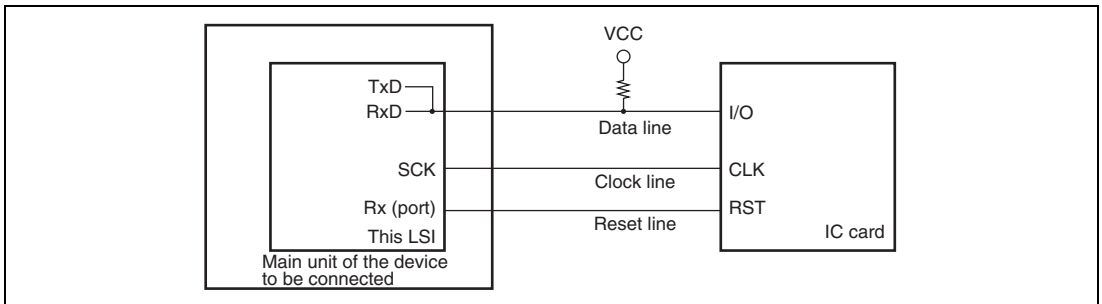 VCC
TxD
RxD
I/O
Data line
SCK
CLK
Clock line
Rx (port)
RST
Reset line
This LSI
IC card
Main unit of the device
to be connected